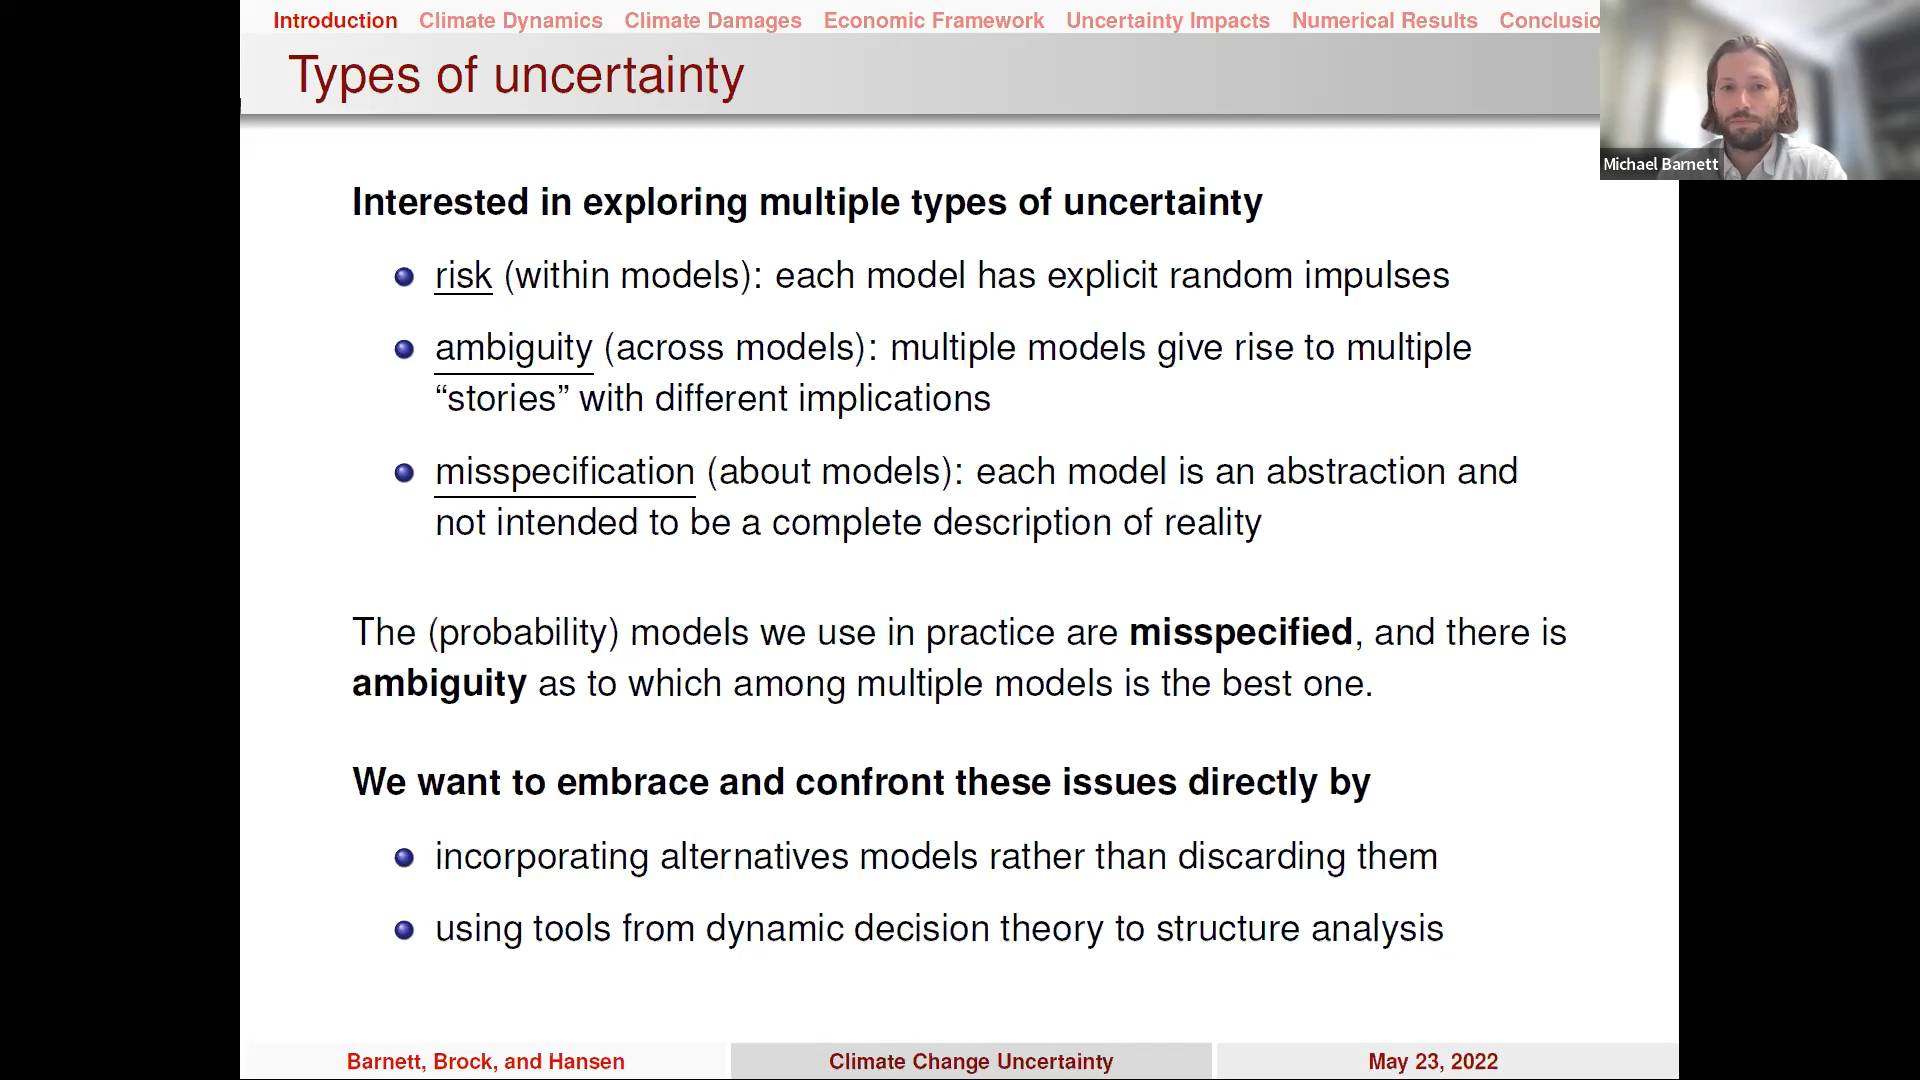 Introduction Climate Dynamics Climate Damages Economic Framework Uncertainty Impacts Numerical Results Conclusio
Types of uncertainty
Michael Barnett
Interested in exploring multiple types of uncertainty
risk (within models): each model has explicit random impulses
ambiguity (across models): multiple models give rise to multiple
“stories” with different implications
misspecification (about models): each model is an abstraction and
not intended to be a complete description of reality
The (probability) models we use in practice are misspecified, and there is
ambiguity as to which among multiple models is the best one.
We want to embrace and confront these issues directly by
incorporating alternatives models rather than discarding them
using tools from dynamic decision theory to structure analysis
Barnett, Brock, and Hansen Climate Change Uncertainty May 23, 2022